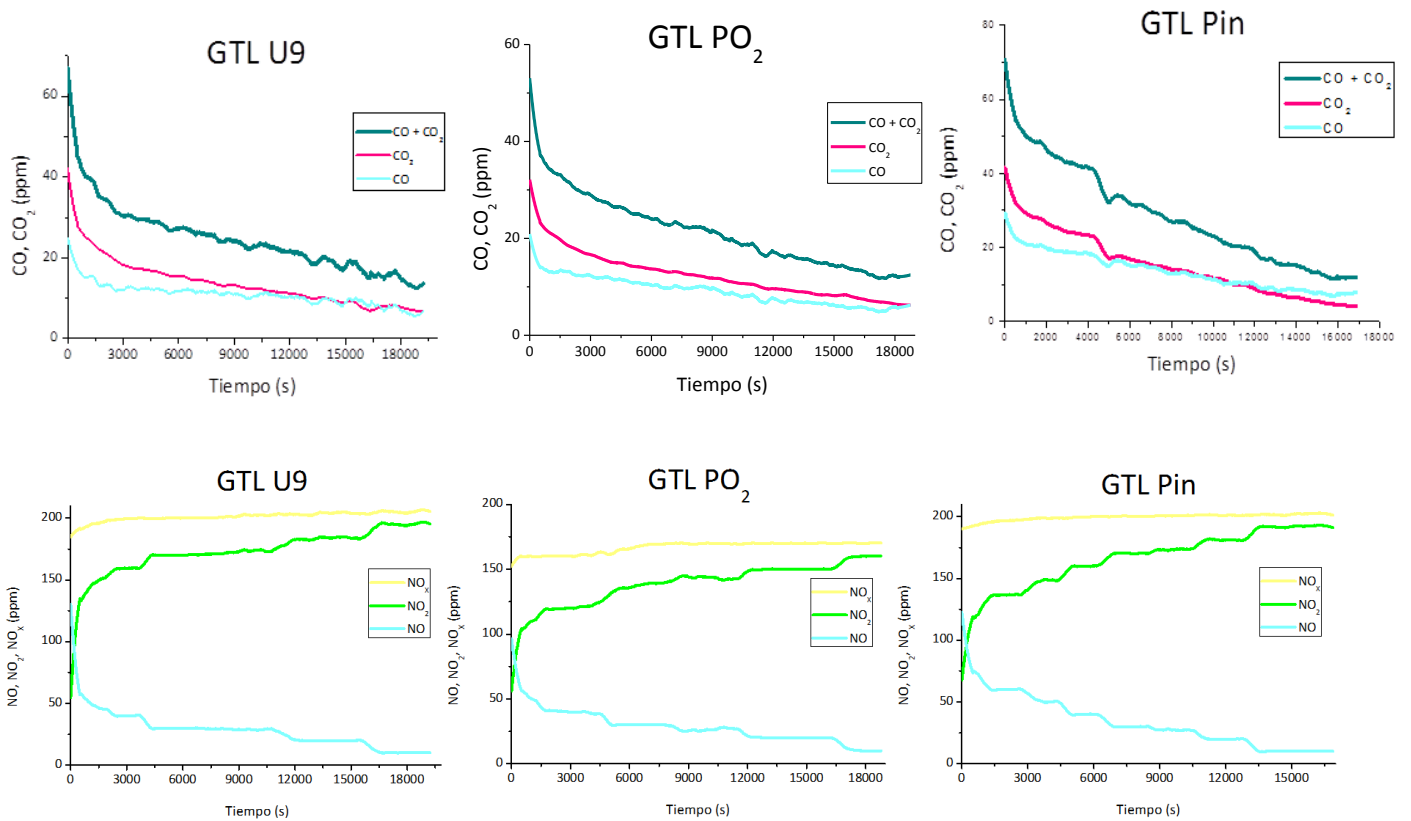 GTL U9
CO, CO₂ (ppm)
60
40
20
0
CO + CO₂
CO₂
CO
0 3000 6000 9000 12000 15000 18000
Tiempo (s)
GTL PO₂
CO, CO₂ (ppm)
60
40
20
0
CO + CO₂
CO₂
CO
0 3000 6000 9000 12000 15000 18000
Tiempo (s)
GTL Pin
CO, CO₂ (ppm)
80
60
40
20
0
CO + CO₂
CO₂
CO
0 2000 4000 6000 8000 10000 12000 14000 16000 18000
Tiempo (s)
GTL U9
NO, NO₂, NOₓ (ppm)
200
150
100
50
0
NOₓ
NO₂
NO
0 3000 6000 9000 12000 15000 18000
Tiempo (s)
GTL PO₂
NO, NO₂, NOₓ (ppm)
200
150
100
50
0
NOₓ
NO₂
NO
0 3000 6000 9000 12000 15000 18000
Tiempo (s)
GTL Pin
NO, NO₂, NOₓ (ppm)
200
150
100
50
0
NOₓ
NO₂
NO
0 3000 6000 9000 12000 15000
Tiempo (s)